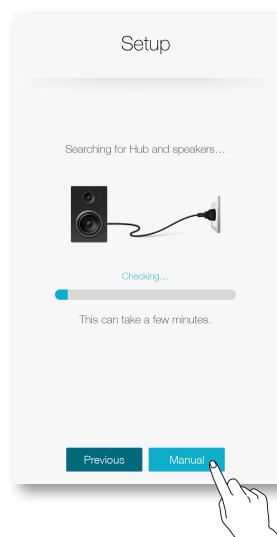 Setup
Searching for Hub and speakers…
Checking…
This can take a few minutes.
Previous
Manual